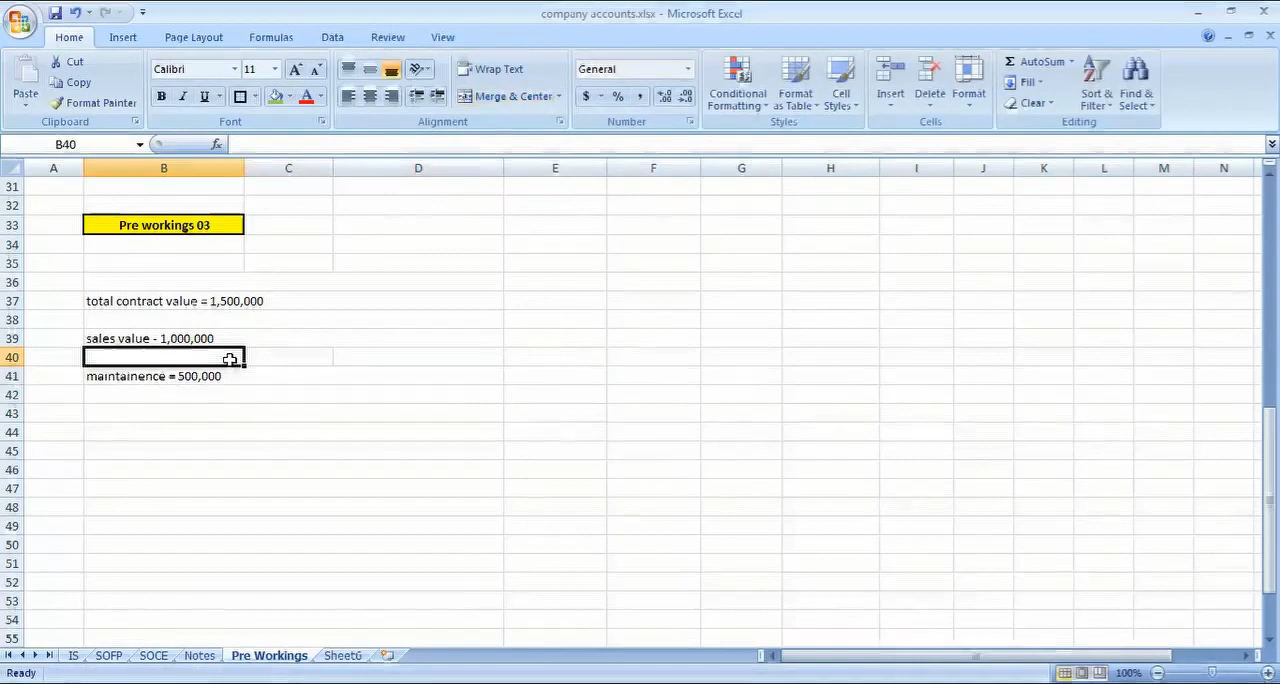 company accounts.xlsx - Microsoft Excel
Home Insert Page Layout Formulas Data Review View
Cut
Copy
Format Painter
Paste
Clipboard
Calibri 11
B I U A
Font
Wrap Text
Merge & Center
Alignment
General
$ % ,
Number
Conditional Formatting
Format as Table
Cell Styles
Styles
Insert Delete Format
Cells
Σ AutoSum
Fill
Clear
Sort & Filter
Find & Select
Editing
B40 fx
A B C D E F G H I J K L M N
31
32
33 Pre workings 03
34
35
36
37 total contract value = 1,500,000
38
39 sales value - 1,000,000
40
41 maintainence = 500,000
42
43
44
45
46
47
48
49
50
51
52
53
54
55
IS SOFP SOCE Notes Pre Workings Sheet6
Ready 100%